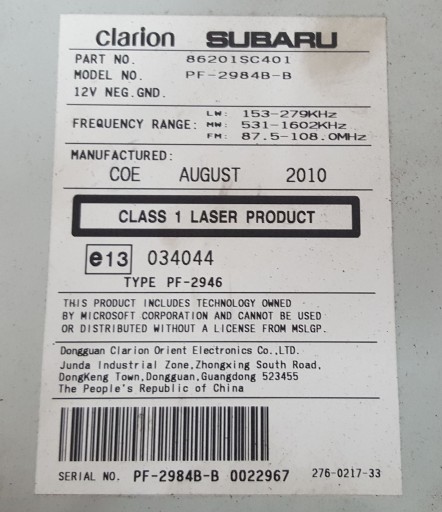 clarion SUBARU
PART NO. 86201SC401
MODEL NO. PF-2984B-B
12V NEG.GND.
LW: 153-279KHz
FREQUENCY RANGE: MW: 531-1602KHz
FM: 87.5-108.0MHz
MANUFACTURED:
COE AUGUST 2010
CLASS 1 LASER PRODUCT
e13 034044
TYPE PF-2946
THIS PRODUCT INCLUDES TECHNOLOGY OWNED
BY MICROSOFT CORPORATION AND CANNOT BE USED
OR DISTRIBUTED WITHOUT A LICENSE FROM MSLGP.
Dongguan Clarion Orient Electronics Co.,LTD.
Junda Industrial Zone,Zhongxing South Road,
DongKeng Town,Dongguan,Guangdong 523455
The People's Republic of China
SERIAL NO. PF-2984B-B 0022967 276-0217-33